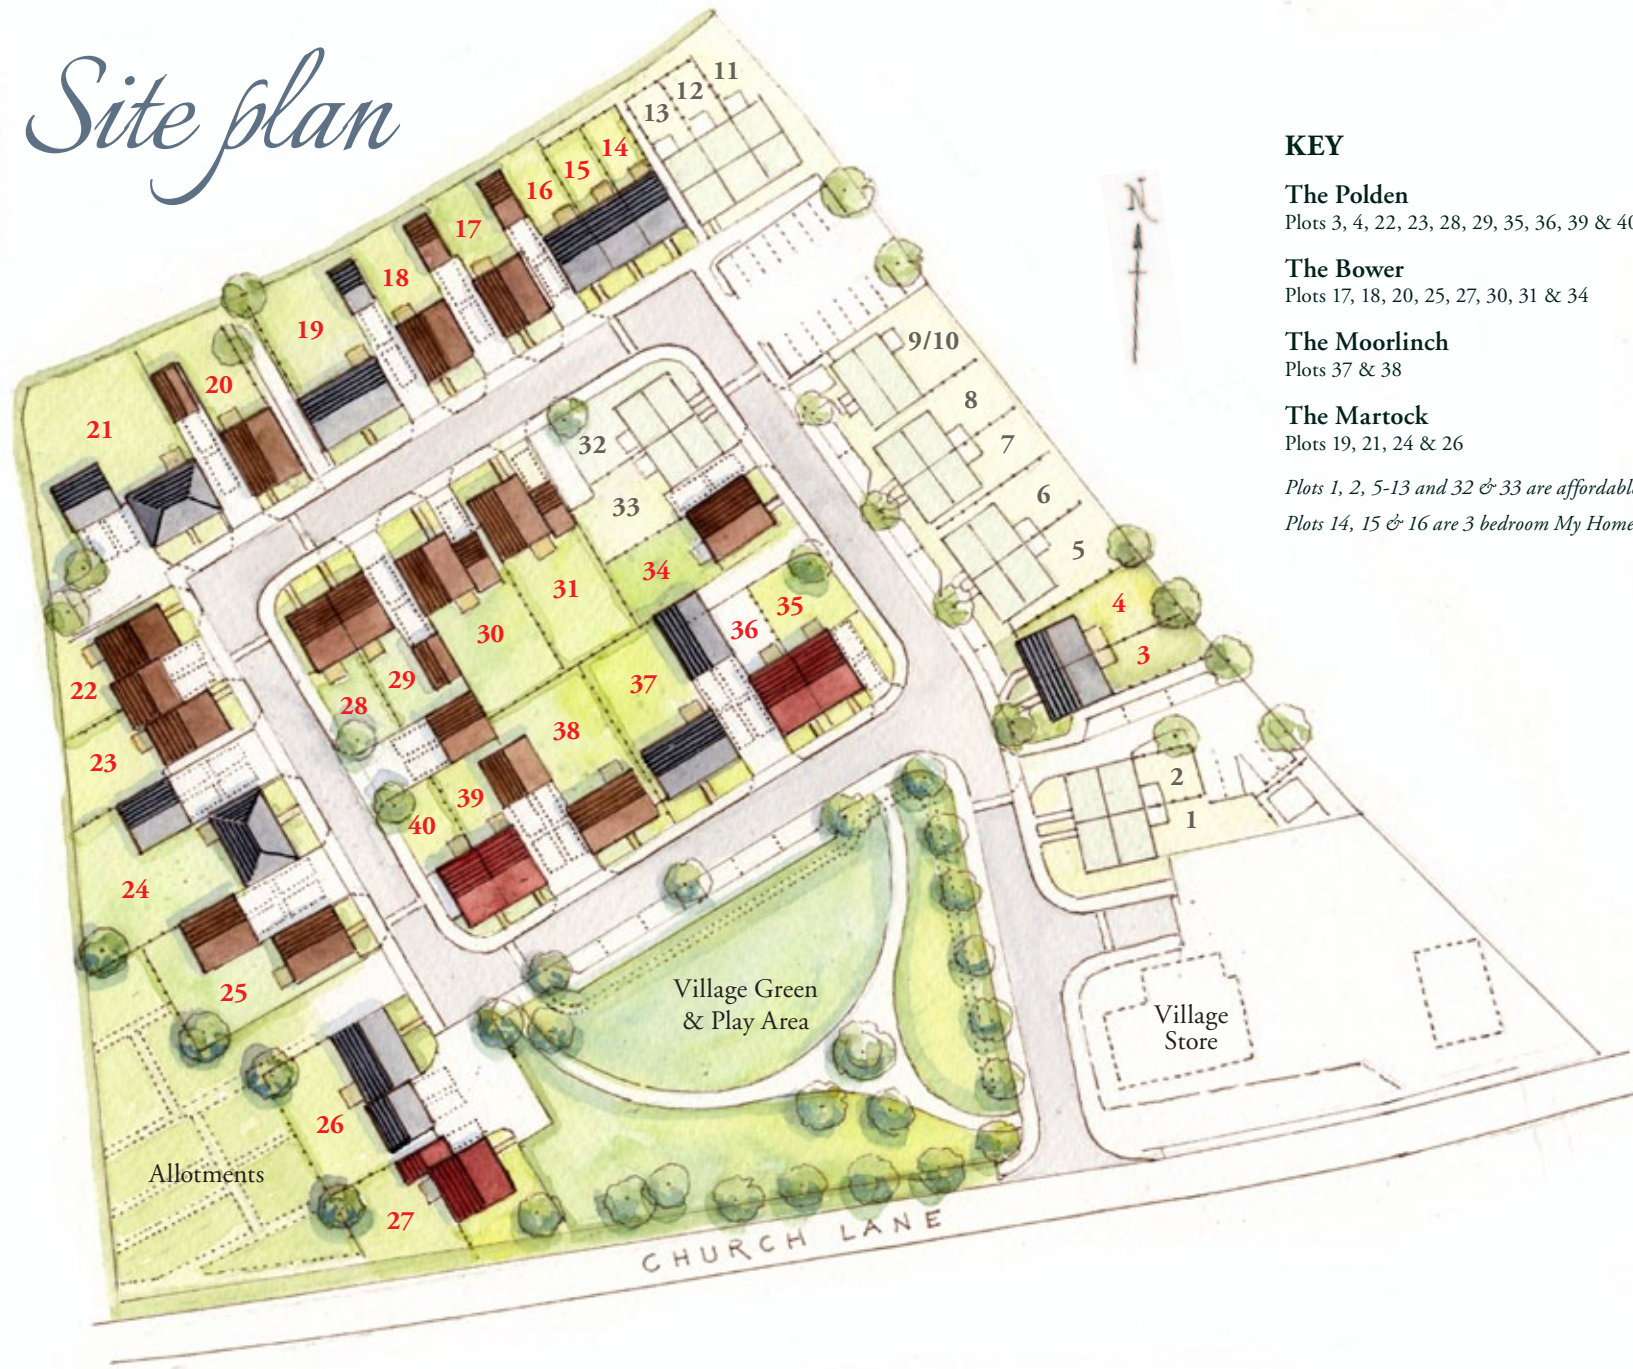 Site plan
11
12
13
14
15
16
17
18
19
20
21
9/10
8
7
6
5
4
3
2
1
32
33
34
31
30
29
28
35
36
37
38
39
40
22
23
24
25
26
27
Village Green
& Play Area
Village
Store
Allotments
CHURCH LANE
N
KEY
The Polden
Plots 3, 4, 22, 23, 28, 29, 35, 36, 39 & 40
The Bower
Plots 17, 18, 20, 25, 27, 30, 31 & 34
The Moorlinch
Plots 37 & 38
The Martock
Plots 19, 21, 24 & 26
Plots 1, 2, 5-13 and 32 & 33 are affordabl
Plots 14, 15 & 16 are 3 bedroom My Home